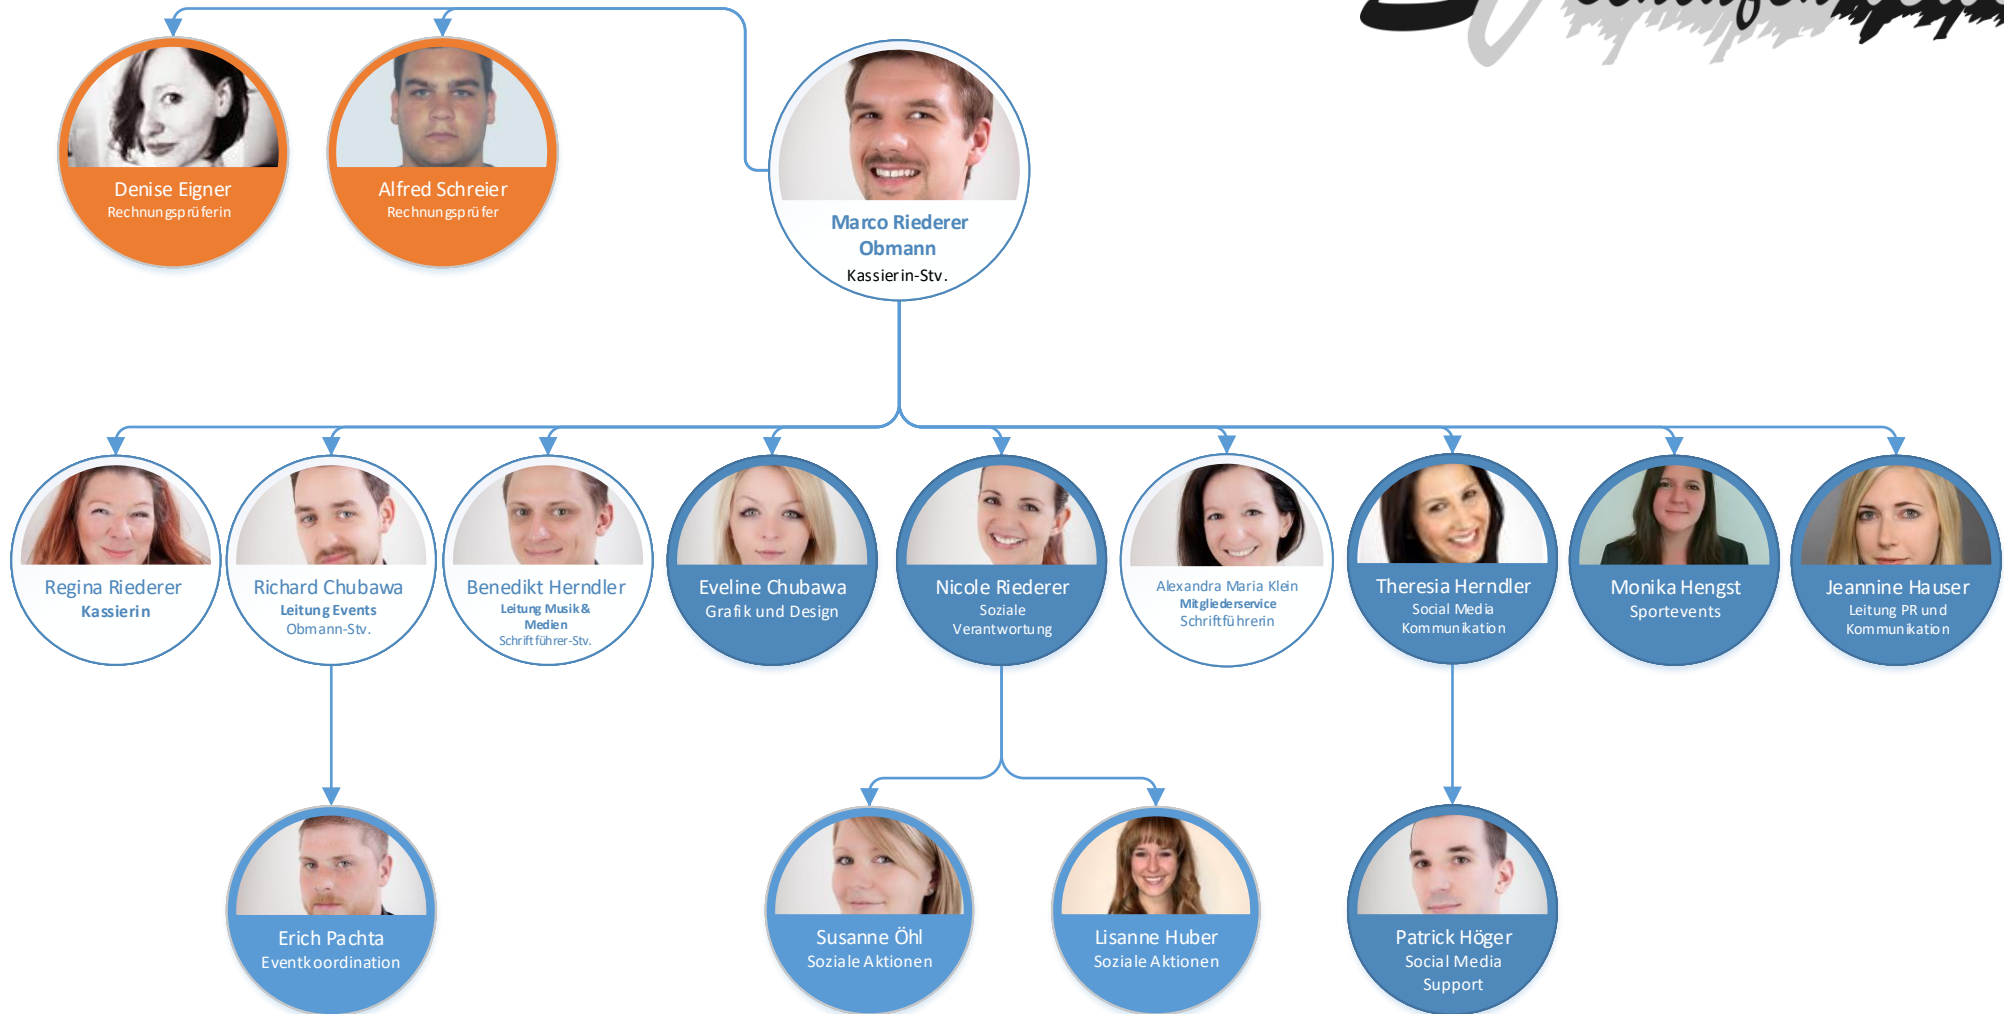 Denise Eigner
Rechnungsprüferin
Alfred Schreier
Rechnungsprüfer
Marco Riederer
Obmann
Kassierin-Stv.
Regina Riederer
Kassierin
Richard Chubawa
Leitung Events
Obmann-Stv.
Benedikt Herndler
Leitung Musik &
Medien
Schriftführer-Stv.
Eveline Chubawa
Grafik und Design
Nicole Riederer
Soziale
Verantwortung
Alexandra Maria Klein
Mitgliederservice
Schriftführerin
Theresia Herndler
Social Media
Kommunikation
Monika Hengst
Sportevents
Jeannine Hauser
Leitung PR und
Kommunikation
Erich Pachta
Eventkoordination
Susanne Öhl
Soziale Aktionen
Lisanne Huber
Soziale Aktionen
Patrick Höger
Social Media
Support